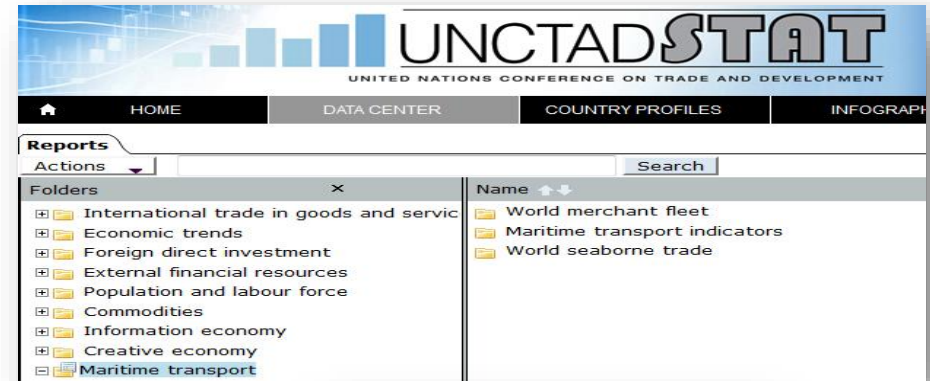 UNCTADSTAT
UNITED NATIONS CONFERENCE ON TRADE AND DEVELOPMENT
HOME DATA CENTER COUNTRY PROFILES INFOGRAPH
Reports
Actions Search
Folders × Name
International trade in goods and servic
Economic trends
Foreign direct investment
External financial resources
Population and labour force
Commodities
Information economy
Creative economy
Maritime transport
World merchant fleet
Maritime transport indicators
World seaborne trade